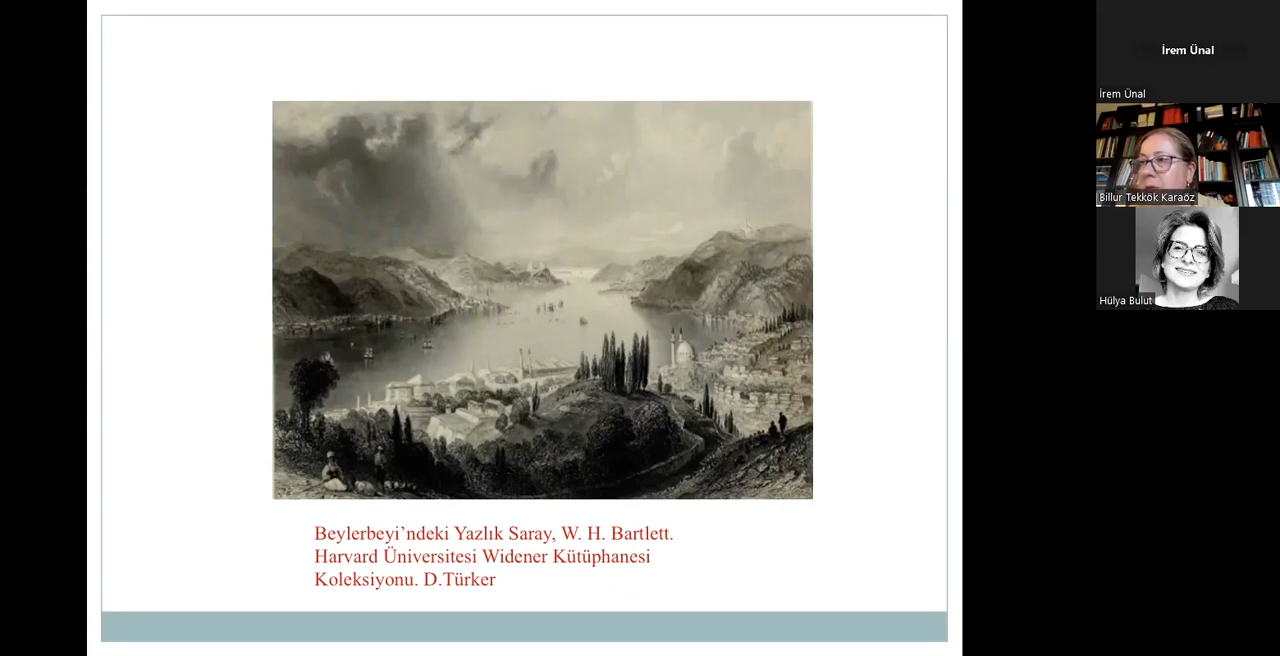 Beylerbeyi’ndeki Yazlık Saray, W. H. Bartlett.
Harvard Üniversitesi Widener Kütüphanesi
Koleksiyonu. D.Türker
İrem Ünal
İrem Ünal
Billur Tekkök Karaöz
Hülya Bulut